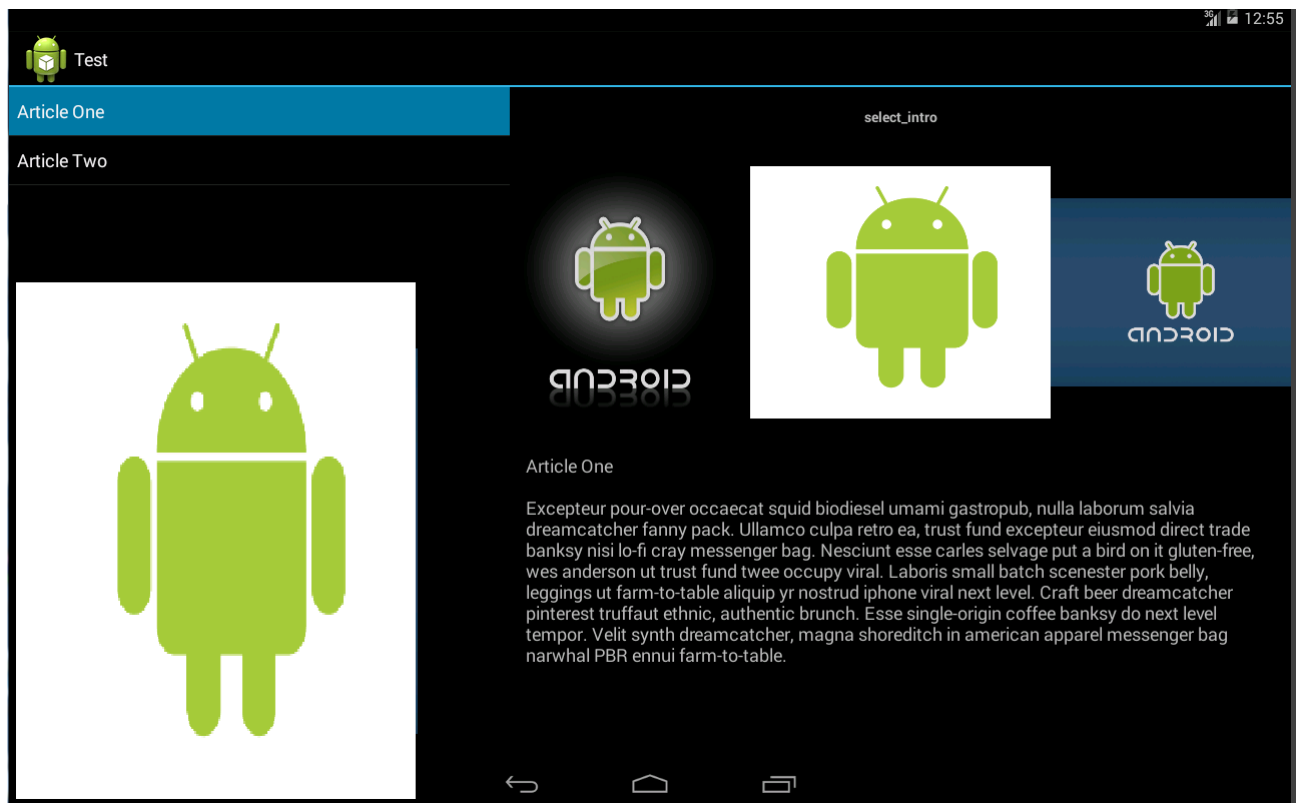 3G 12:55
Test
Article One
Article Two
select_intro
ANDROID
ANDROID
Article One
Excepteur pour-over occaecat squid biodiesel umami gastropub, nulla laborum salvia
dreamcatcher fanny pack. Ullamco culpa retro ea, trust fund excepteur eiusmod direct trade
banksy nisi lo-fi cray messenger bag. Nesciunt esse carles selvage put a bird on it gluten-free,
wes anderson ut trust fund twee occupy viral. Laboris small batch scenester pork belly,
leggings ut farm-to-table aliquip yr nostrud iphone viral next level. Craft beer dreamcatcher
pinterest truffaut ethnic, authentic brunch. Esse single-origin coffee banksy do next level
tempor. Velit synth dreamcatcher, magna shoreditch in american apparel messenger bag
narwhal PBR ennui farm-to-table.